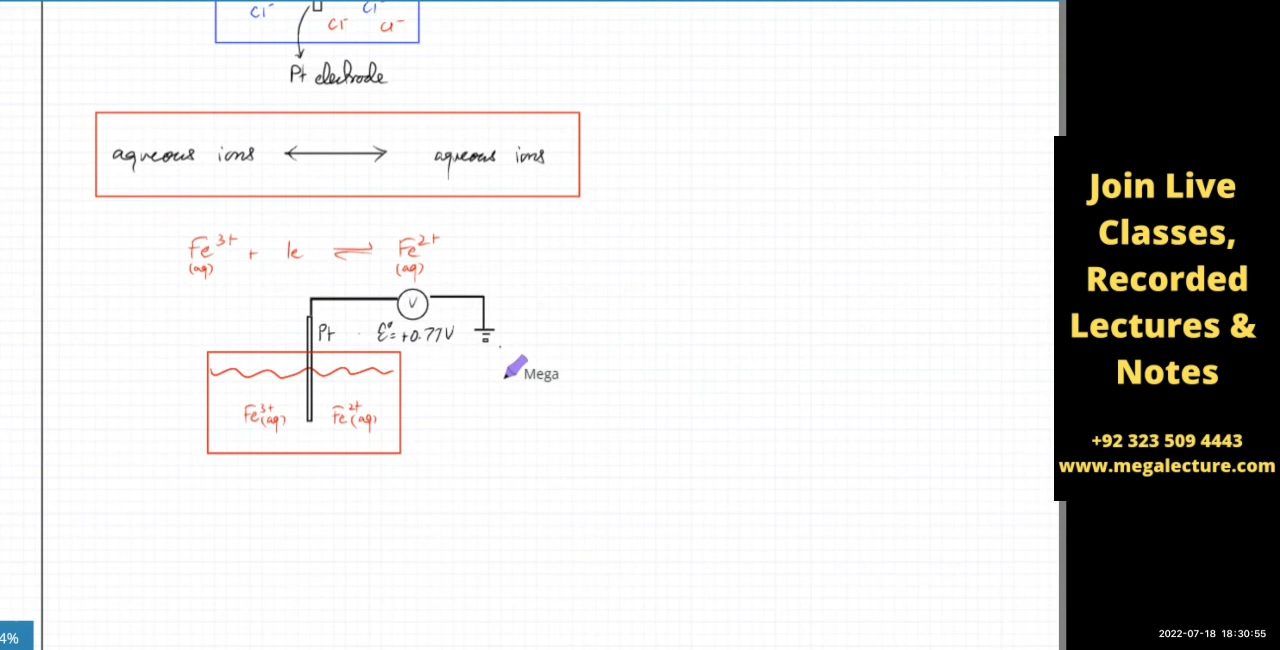 Cl⁻ Cl⁻
Cl⁻ Cl⁻
Pt electrode
aqueous ions ⟷ aqueous ions
Fe³⁺ + 1e ⇌ Fe²⁺
(aq) (aq)
V
Pt · Ɛ° = +0.77V
Mega
Fe³⁺(aq) Fe²⁺(aq)
4%
Join Live
Classes,
Recorded
Lectures &
Notes
+92 323 509 4443
www.megalecture.com
2022-07-18 18:30:55